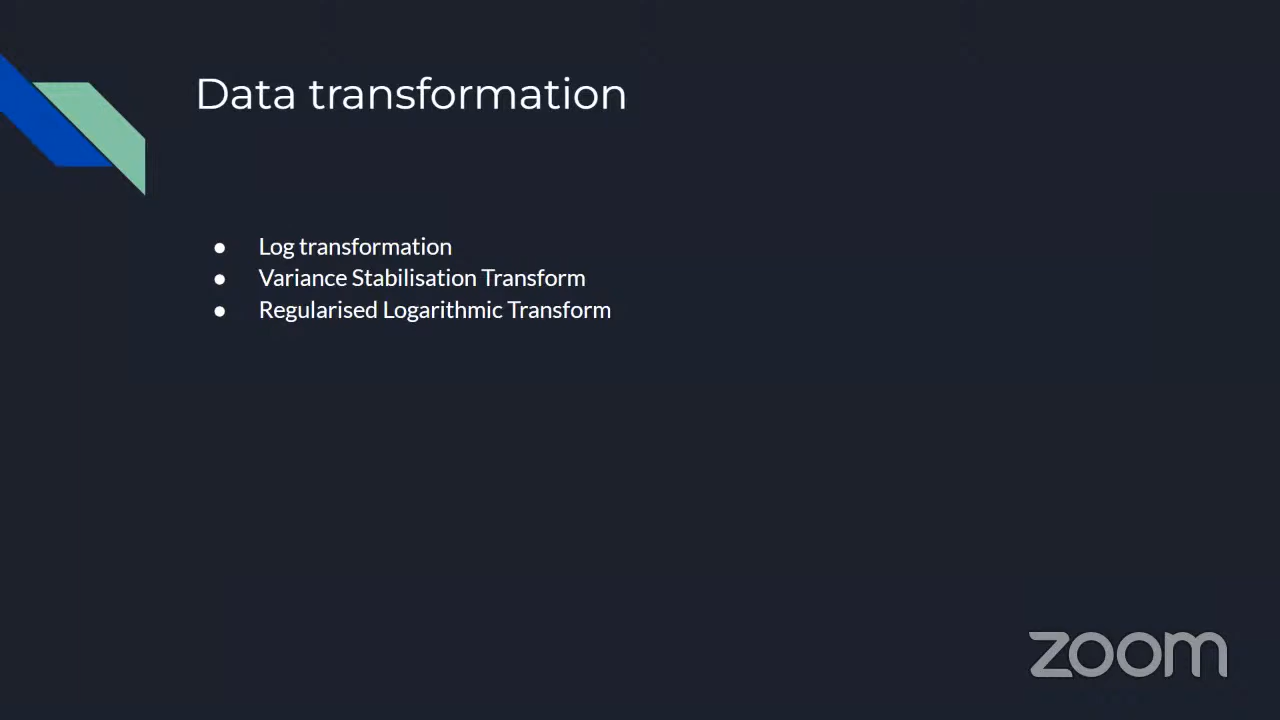 Data transformation
● Log transformation
● Variance Stabilisation Transform
● Regularised Logarithmic Transform
zoom